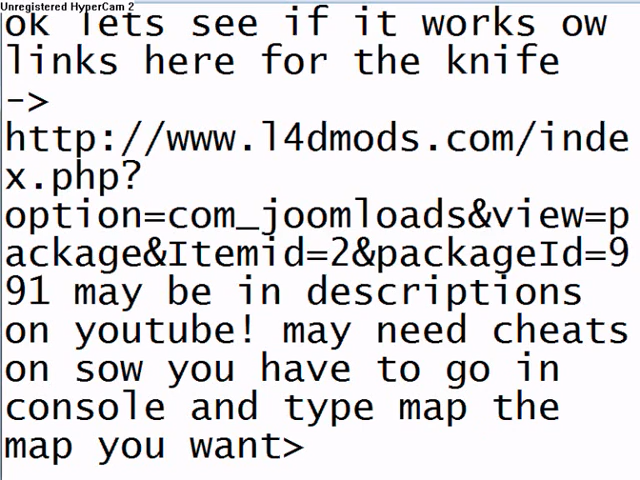 Unregistered HyperCam 2
ok lets see if it works ow
links here for the knife
->
http://www.l4dmods.com/inde
x.php?
option=com_joomloads&view=p
ackage&Itemid=2&packageId=9
91 may be in descriptions
on youtube! may need cheats
on sow you have to go in
console and type map the
map you want>